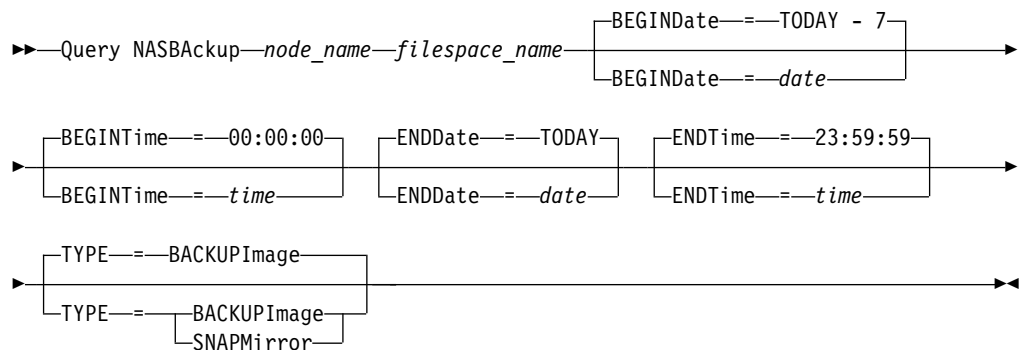 BEGINDate = TODAY - 7
Query NASBAckup node_name filespace_name
BEGINDate = date
BEGINTime = 00:00:00 ENDDate = TODAY ENDTime = 23:59:59
BEGINTime = time ENDDate = date ENDTime = time
TYPE = BACKUPImage
TYPE = BACKUPImage
SNAPMirror